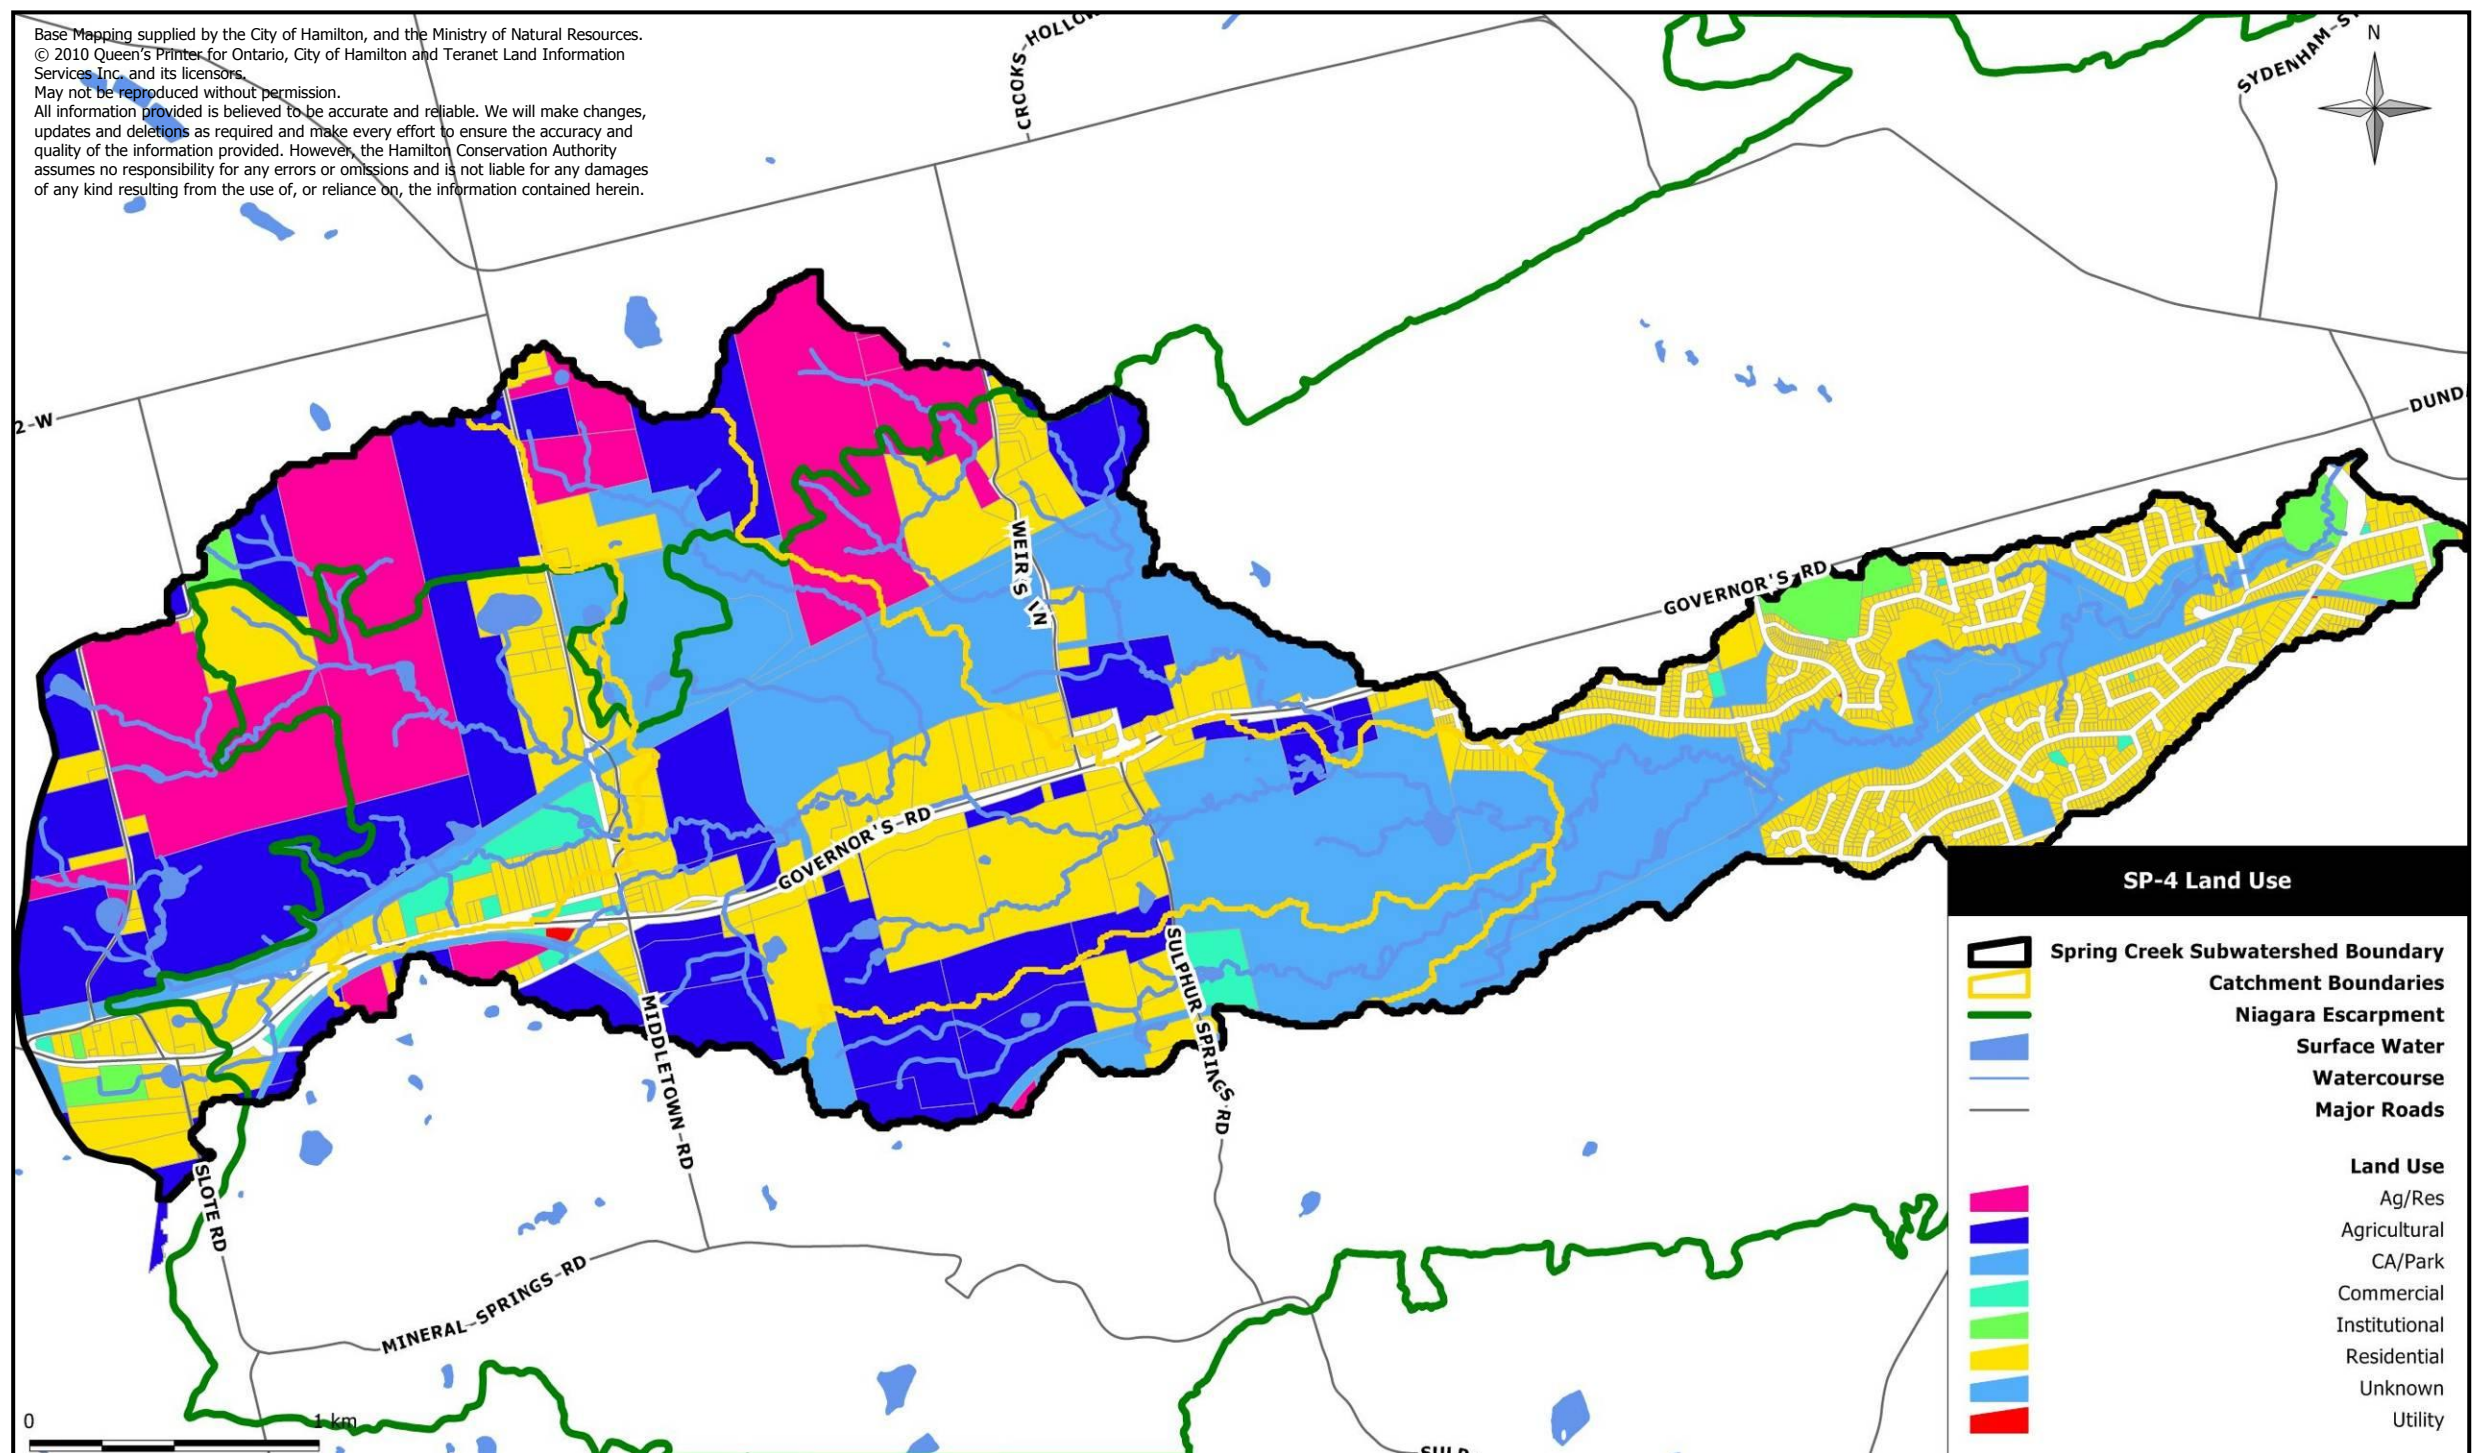 Base Mapping supplied by the City of Hamilton, and the Ministry of Natural Resources.
© 2010 Queen's Printer for Ontario, City of Hamilton and Teranet Land Information
Services Inc. and its licensors.
May not be reproduced without permission.
All information provided is believed to be accurate and reliable. We will make changes,
updates and deletions as required and make every effort to ensure the accuracy and
quality of the information provided. However, the Hamilton Conservation Authority
assumes no responsibility for any errors or omissions and is not liable for any damages
of any kind resulting from the use of, or reliance on, the information contained herein.
CRCOKS-HOLLOW
SYDENHAM-S
N
2-W
DUND
WEIR'S LN
GOVERNOR'S-RD
GOVERNOR'S-RD
SULPHUR-SPRINGS-RD
MIDDLETOWN-RD
SLOTE RD
MINERAL-SPRINGS-RD
SP-4 Land Use
Spring Creek Subwatershed Boundary
Catchment Boundaries
Niagara Escarpment
Surface Water
Watercourse
Major Roads
Land Use
Ag/Res
Agricultural
CA/Park
Commercial
Institutional
Residential
Unknown
Utility
0 1 km